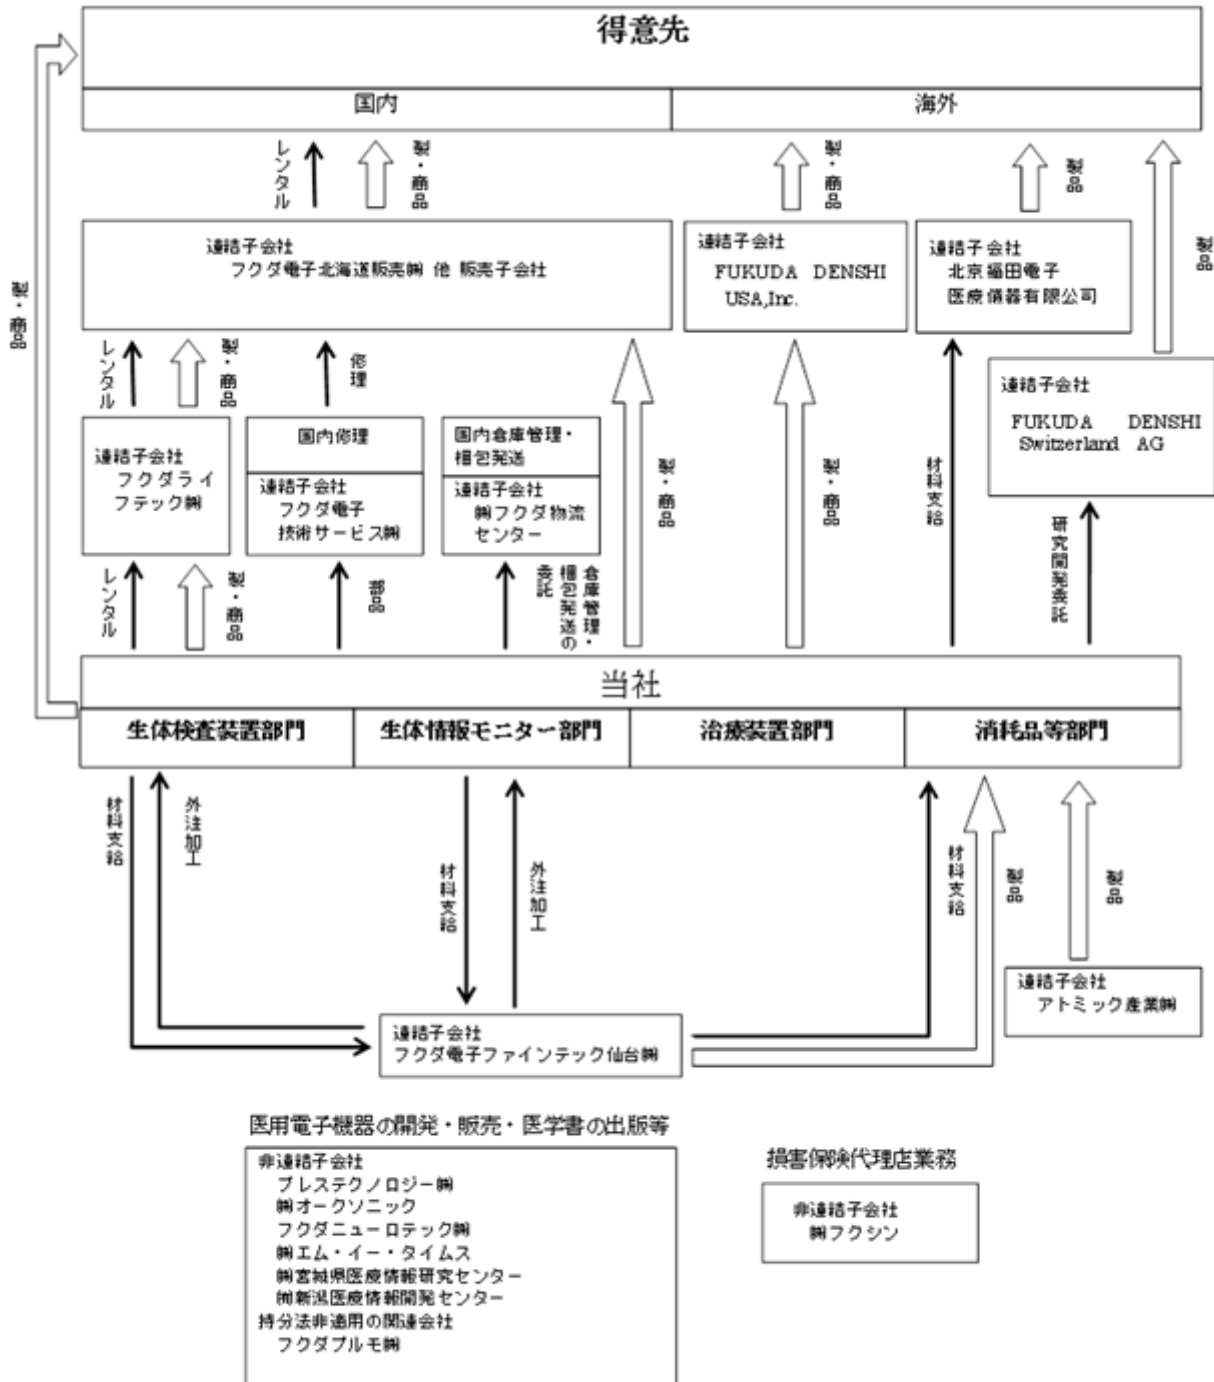 得意先
国内
海外
レンタル
製・商品
製・商品
製品
製品
製・商品
連結子会社
フクダ電子北海道販売㈱ 他 販売子会社
連結子会社
FUKUDA DENSHI
USA,Inc.
連結子会社
北京福田電子
医療儀器有限公司
レンタル
製・商品
修理
連結子会社
FUKUDA DENSHI
Switzerland AG
連結子会社
フクダライ
フテック㈱
国内修理
連結子会社
フクダ電子
技術サービス㈱
国内倉庫管理・
梱包発送
連結子会社
㈱フクダ物流
センター
製・商品
製・商品
材料支給
研究開発委託
レンタル
製・商品
部品
倉庫管理・
梱包発送の
委託
当社
生体検査装置部門
生体情報モニター部門
治療装置部門
消耗品等部門
材料支給
外注加工
材料支給
外注加工
材料支給
製品
製品
連結子会社
アトミック産業㈱
連結子会社
フクダ電子ファインテック仙台㈱
医用電子機器の開発・販売・医学書の出版等
非連結子会社
ブレステクノロジー㈱
㈱オークソニック
フクダニューロテック㈱
㈱エム・イー・タイムス
㈱宮城県医療情報研究センター
㈲新潟医療情報開発センター
持分法非適用の関連会社
フクダプルモ㈱
損害保険代理店業務
非連結子会社
㈱フクシン